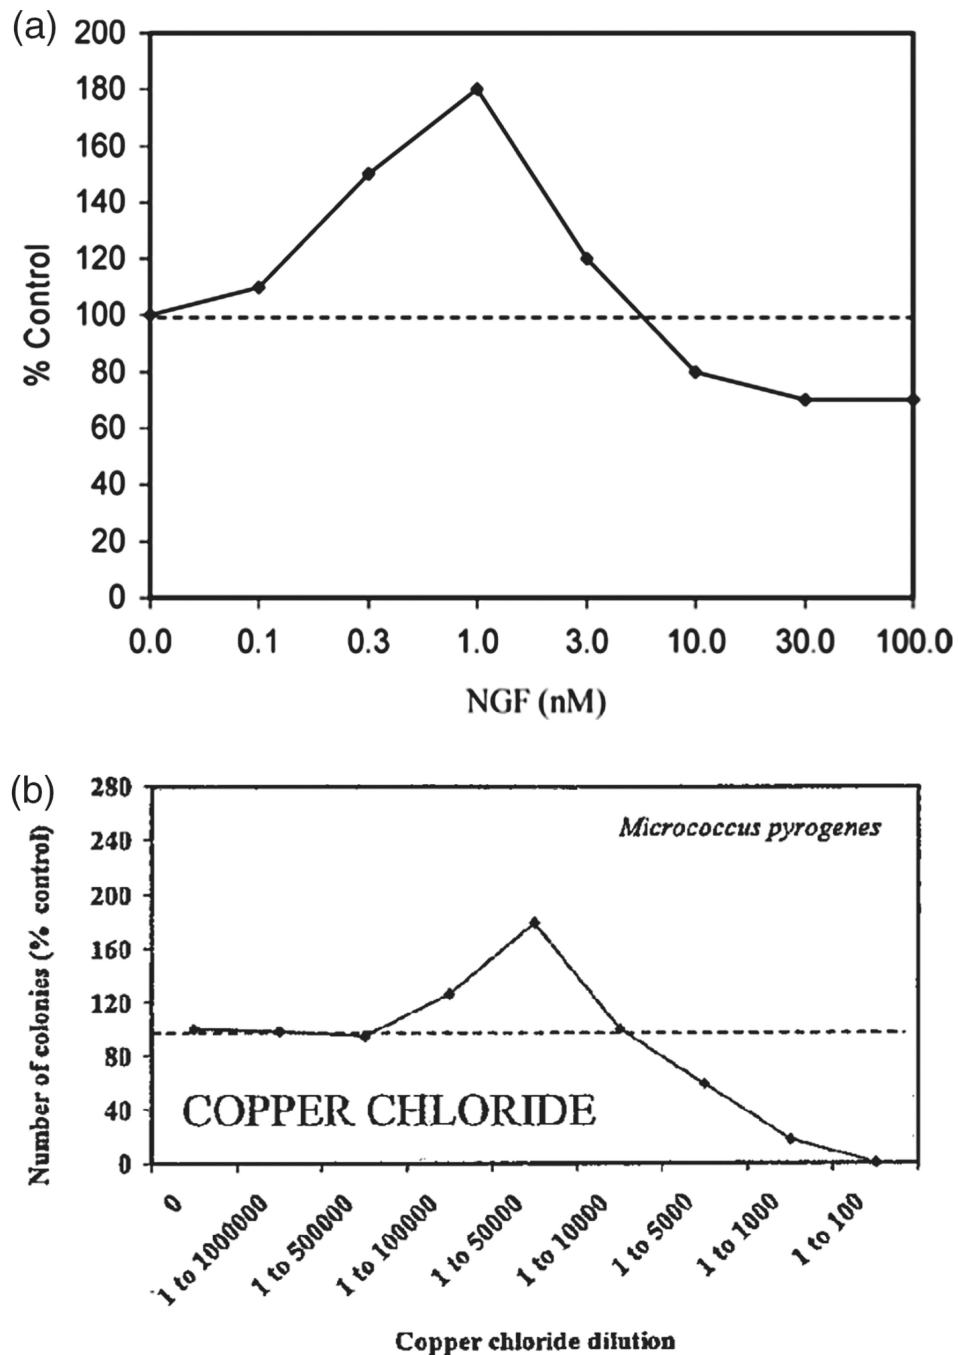 (a)
200
180
160
140
120
100
80
60
40
20
0
% Control
0.0 0.1 0.3 1.0 3.0 10.0 30.0 100.0
NGF (nM)
(b)
280
240
200
160
120
80
40
0
Number of colonies (% control)
Micrococcus pyrogenes
COPPER CHLORIDE
0
1 to 1000000
1 to 500000
1 to 100000
1 to 50000
1 to 10000
1 to 5000
1 to 1000
1 to 100
Copper chloride dilution